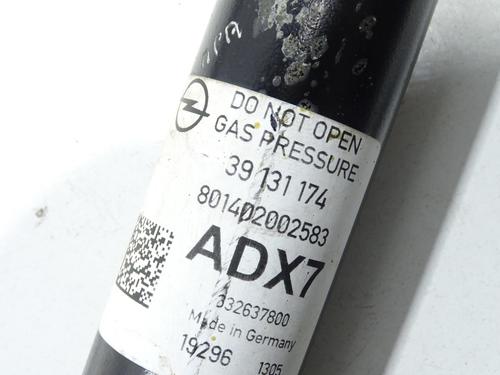 DO NOT OPEN
GAS PRESSURE
39 131 174
801402002583
ADX7
332637800
Made in Germany
19296 1305